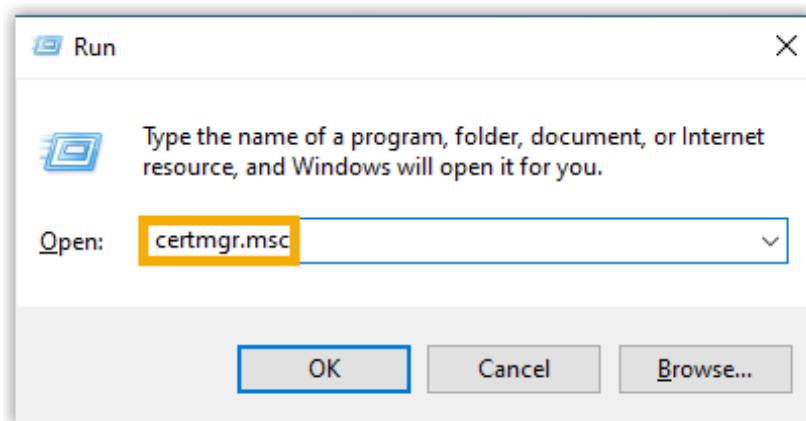 Run
Type the name of a program, folder, document, or Internet
resource, and Windows will open it for you.
Open: certmgr.msc
OK Cancel Browse...